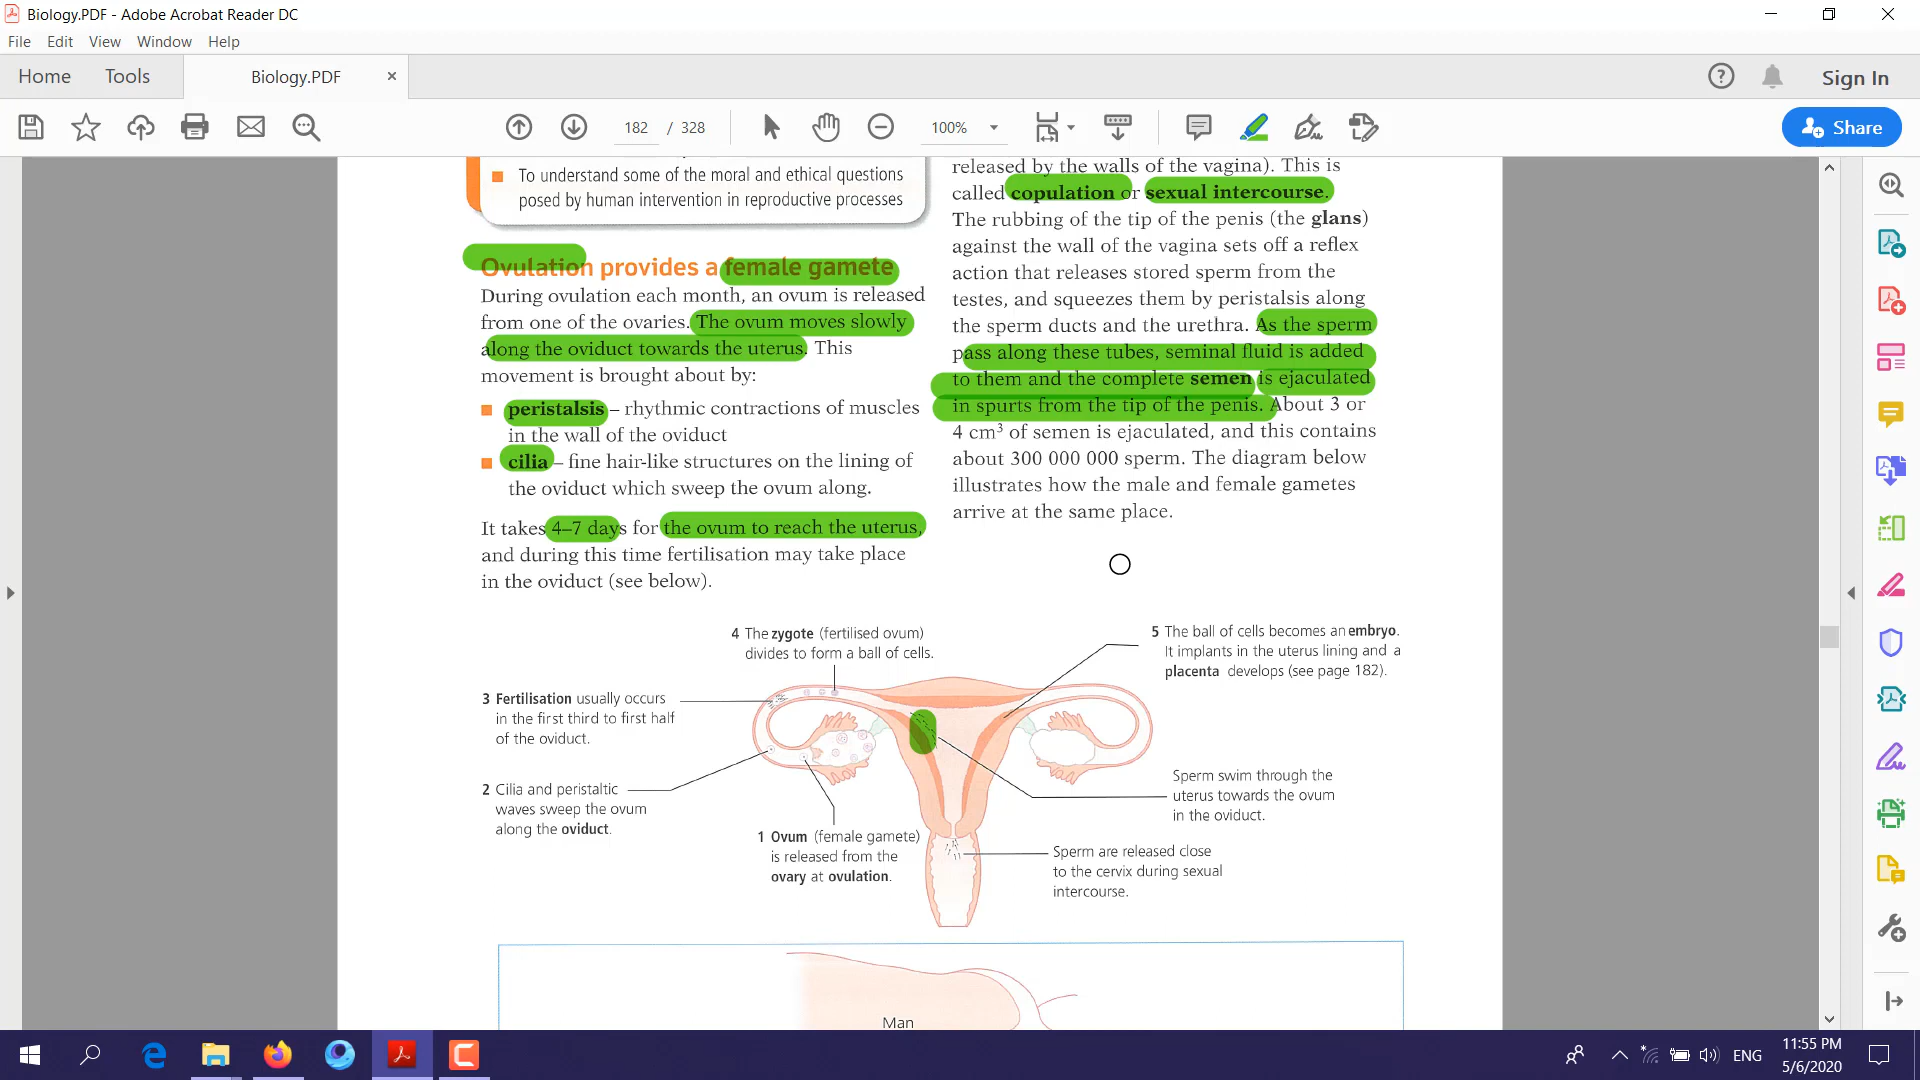 Biology.PDF - Adobe Acrobat Reader DC
File Edit View Window Help
Home Tools Biology.PDF × Sign In
182 / 328 100% Share
To understand some of the moral and ethical questions
posed by human intervention in reproductive processes
Ovulation provides a female gamete
During ovulation each month, an ovum is released
from one of the ovaries. The ovum moves slowly
along the oviduct towards the uterus. This
movement is brought about by:
peristalsis – rhythmic contractions of muscles
in the wall of the oviduct
cilia – fine hair-like structures on the lining of
the oviduct which sweep the ovum along.
It takes 4–7 days for the ovum to reach the uterus,
and during this time fertilisation may take place
in the oviduct (see below).
released by the walls of the vagina). This is
called copulation or sexual intercourse.
The rubbing of the tip of the penis (the glans)
against the wall of the vagina sets off a reflex
action that releases stored sperm from the
testes, and squeezes them by peristalsis along
the sperm ducts and the urethra. As the sperm
pass along these tubes, seminal fluid is added
to them and the complete semen is ejaculated
in spurts from the tip of the penis. About 3 or
4 cm³ of semen is ejaculated, and this contains
about 300 000 000 sperm. The diagram below
illustrates how the male and female gametes
arrive at the same place.
4 The zygote (fertilised ovum)
divides to form a ball of cells.
5 The ball of cells becomes an embryo.
It implants in the uterus lining and a
placenta develops (see page 182).
3 Fertilisation usually occurs
in the first third to first half
of the oviduct.
2 Cilia and peristaltic
waves sweep the ovum
along the oviduct.
1 Ovum (female gamete)
is released from the
ovary at ovulation.
Sperm swim through the
uterus towards the ovum
in the oviduct.
Sperm are released close
to the cervix during sexual
intercourse.
Man
ENG
11:55 PM
5/6/2020